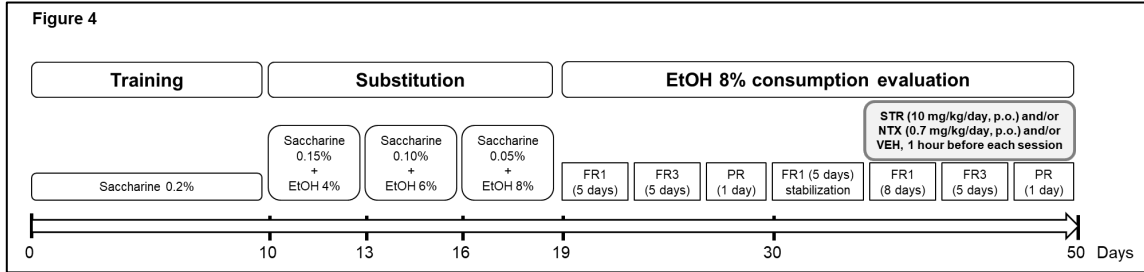 Figure 4
Training
Substitution
EtOH 8% consumption evaluation
STR (10 mg/kg/day, p.o.) and/or
NTX (0.7 mg/kg/day, p.o.) and/or
VEH, 1 hour before each session
Saccharine 0.2%
Saccharine
0.15%
+
EtOH 4%
Saccharine
0.10%
+
EtOH 6%
Saccharine
0.05%
+
EtOH 8%
FR1
(5 days)
FR3
(5 days)
PR
(1 day)
FR1 (5 days)
stabilization
FR1
(8 days)
FR3
(5 days)
PR
(1 day)
0 10 13 16 19 30 50 Days